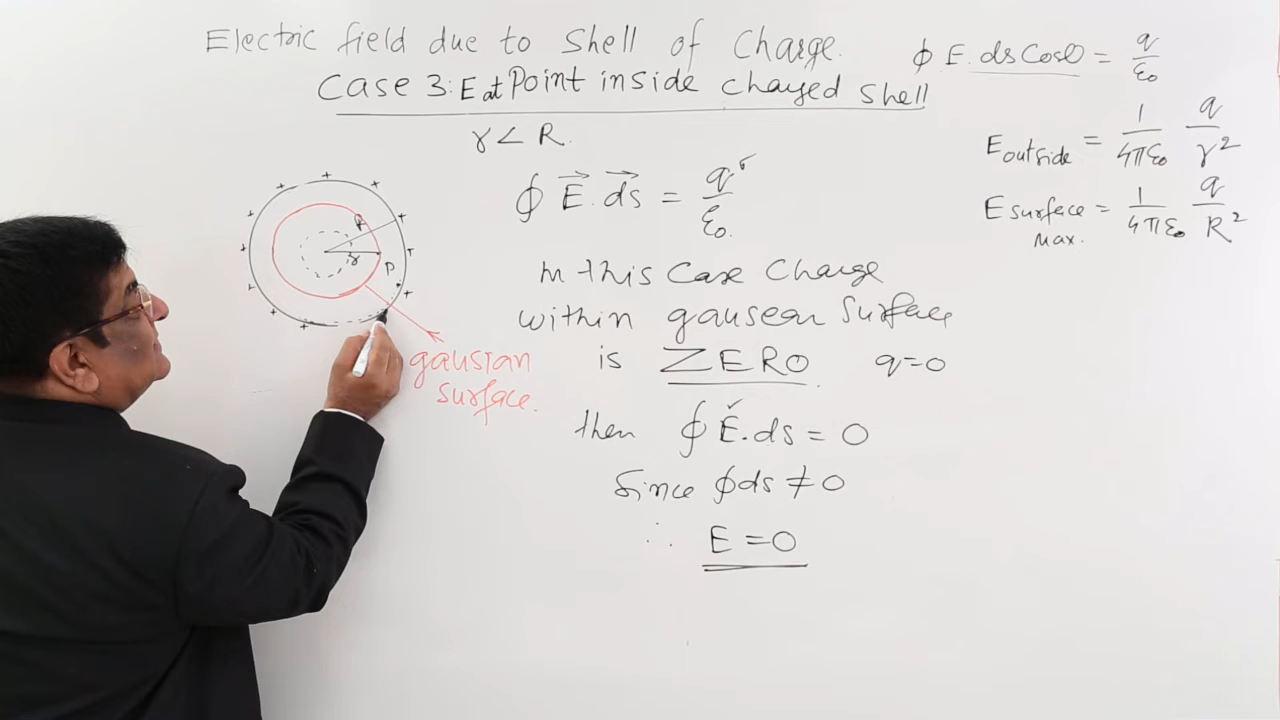 Electric field due to Shell of Charge.
Case 3: E at Point inside charged shell
r < R.
∮ E⃗. ds⃗ = q / ε₀.
In this case Charge
within gausean Surface
is ZERO q=0
then ∮ E. ds = 0
Since ∮ ds ≠ 0
∴ E = 0
∮ E. ds Cosθ = q / ε₀
E outside = 1 / 4πε₀ q / r²
E surface = 1 / 4πε₀ q / R²
Max.
+ + + + + + + + + + + +
R
r
P
gausian
surface.